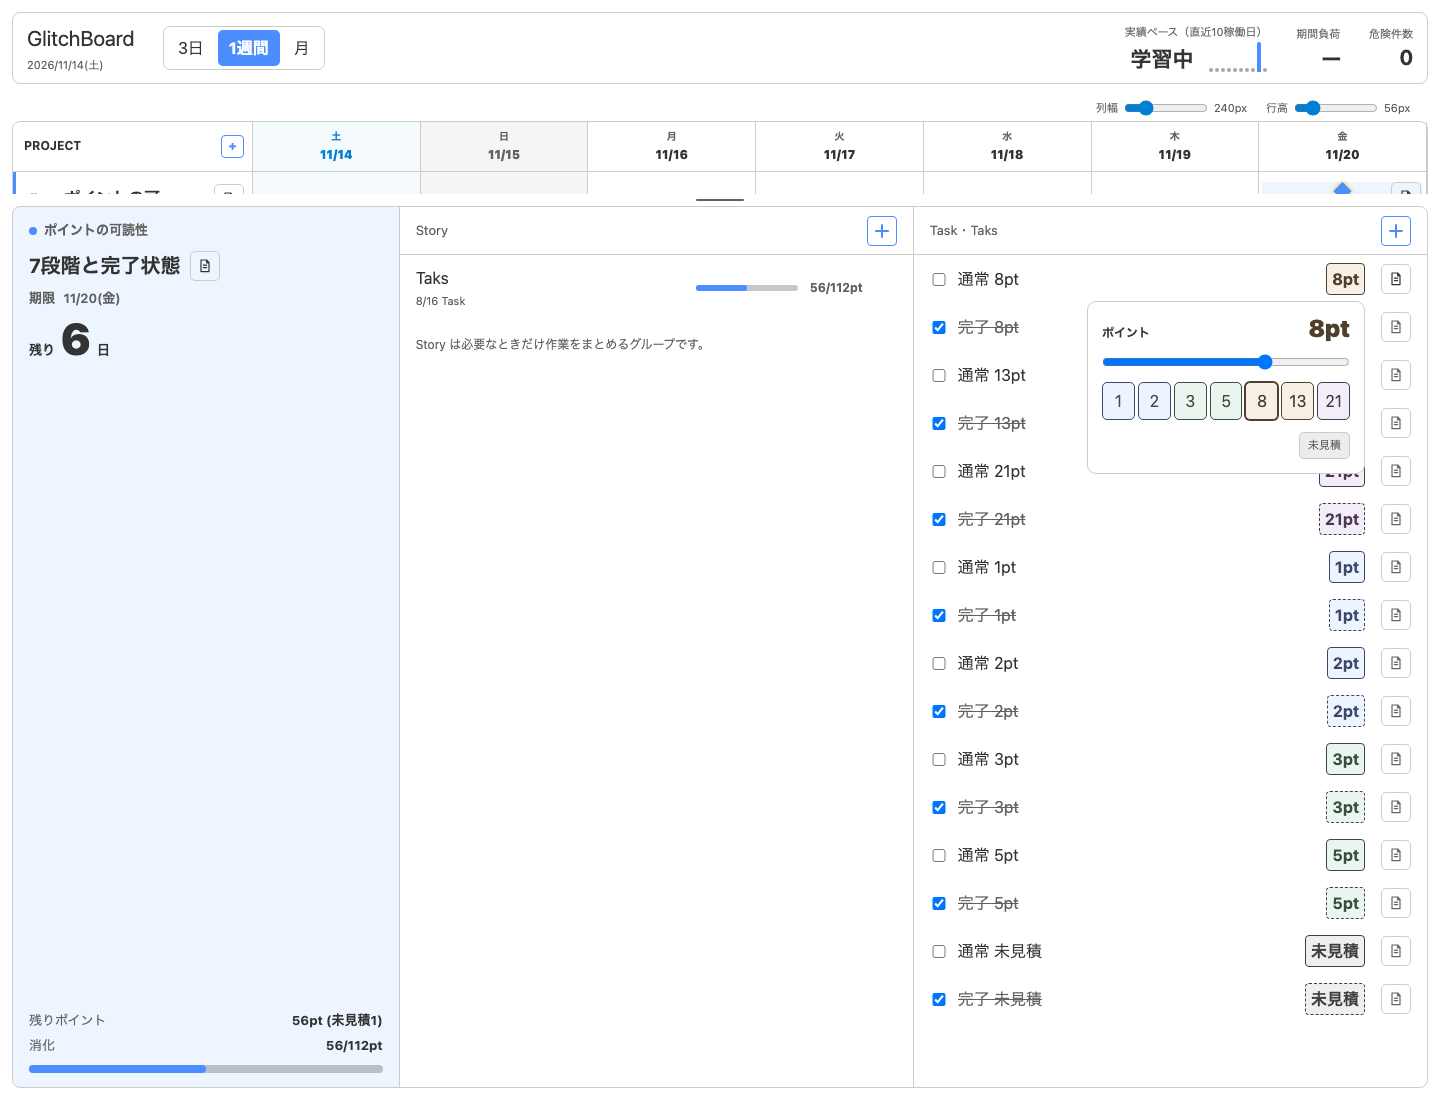 GlitchBoard
2026/11/14(土)
3日 1週間 月
実績ペース（直近10稼働日）
学習中
期間負荷
—
危険件数
0
列幅 240px 行高 56px
PROJECT +
土 11/14
日 11/15
月 11/16
火 11/17
水 11/18
木 11/19
金 11/20
ポイントの可読性
7段階と完了状態
期限 11/20(金)
残り 6 日
残りポイント 56pt (未見積1)
消化 56/112pt
Story
Taks
8/16 Task
56/112pt
Story は必要なときだけ作業をまとめるグループです。
Task・Taks
通常 8pt 8pt
完了 8pt
通常 13pt
完了 13pt
通常 21pt
ポイント 8pt
1 2 3 5 8 13 21
未見積
完了 21pt 21pt
通常 1pt 1pt
完了 1pt 1pt
通常 2pt 2pt
完了 2pt 2pt
通常 3pt 3pt
完了 3pt 3pt
通常 5pt 5pt
完了 5pt 5pt
通常 未見積 未見積
完了 未見積 未見積